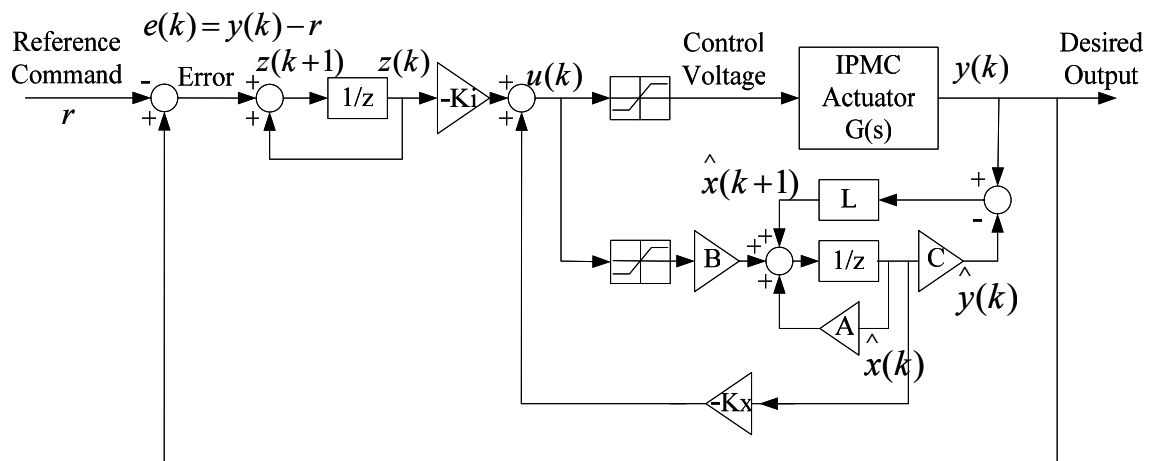 Reference
Command
r
e(k) = y(k) − r
-
+
Error
+
+
z(k+1)
1/z
z(k)
-Ki
+
+
u(k)
Control
Voltage
IPMC
Actuator
G(s)
y(k)
Desired
Output
x̂(k+1)
L
+
-
B
+
+
+
1/z
C
ŷ(k)
A
x̂(k)
-Kx